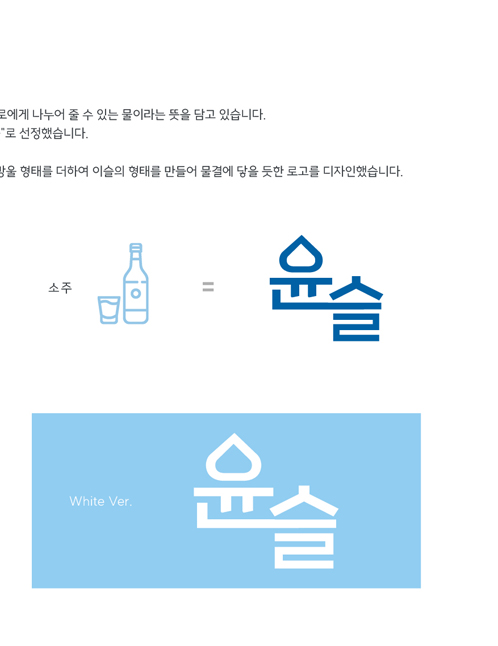 로에게 나누어 줄 수 있는 물이라는 뜻을 담고 있습니다.
"로 선정했습니다.
방울 형태를 더하여 이슬의 형태를 만들어 물결에 닿을 듯한 로고를 디자인했습니다.
소주 = 윤슬
White Ver. 윤슬